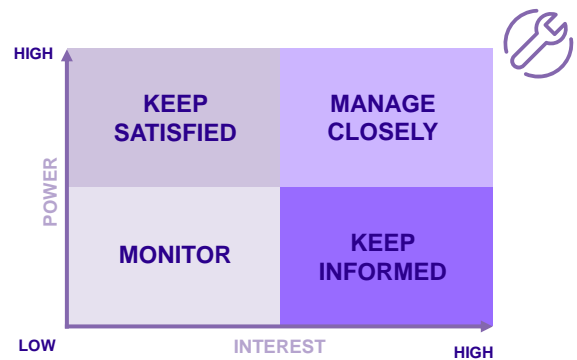 HIGH
KEEP
SATISFIED
MANAGE
CLOSELY
POWER
MONITOR
KEEP
INFORMED
LOW
INTEREST
HIGH